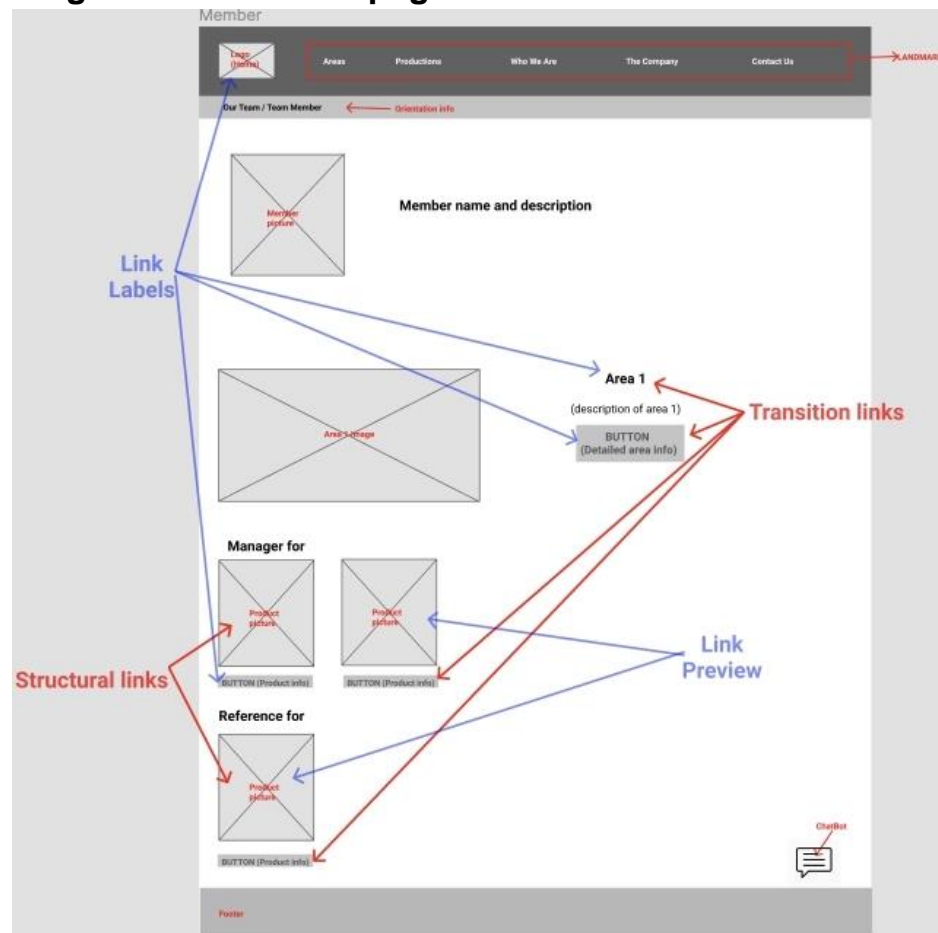 Member
Logo
(Home)
Areas
Productions
Who We Are
The Company
Contact Us
Our Team / Team Member
Orientation info
Member
picture
Member name and description
Link
Labels
Area 1
(description of area 1)
BUTTON
(Detailed area info)
Transition links
Area 1 Image
Manager for
Product
picture
Product
picture
BUTTON (Product info)
BUTTON (Product info)
Link
Preview
Structural links
Reference for
Product
picture
BUTTON (Product info)
ChatBot
Footer